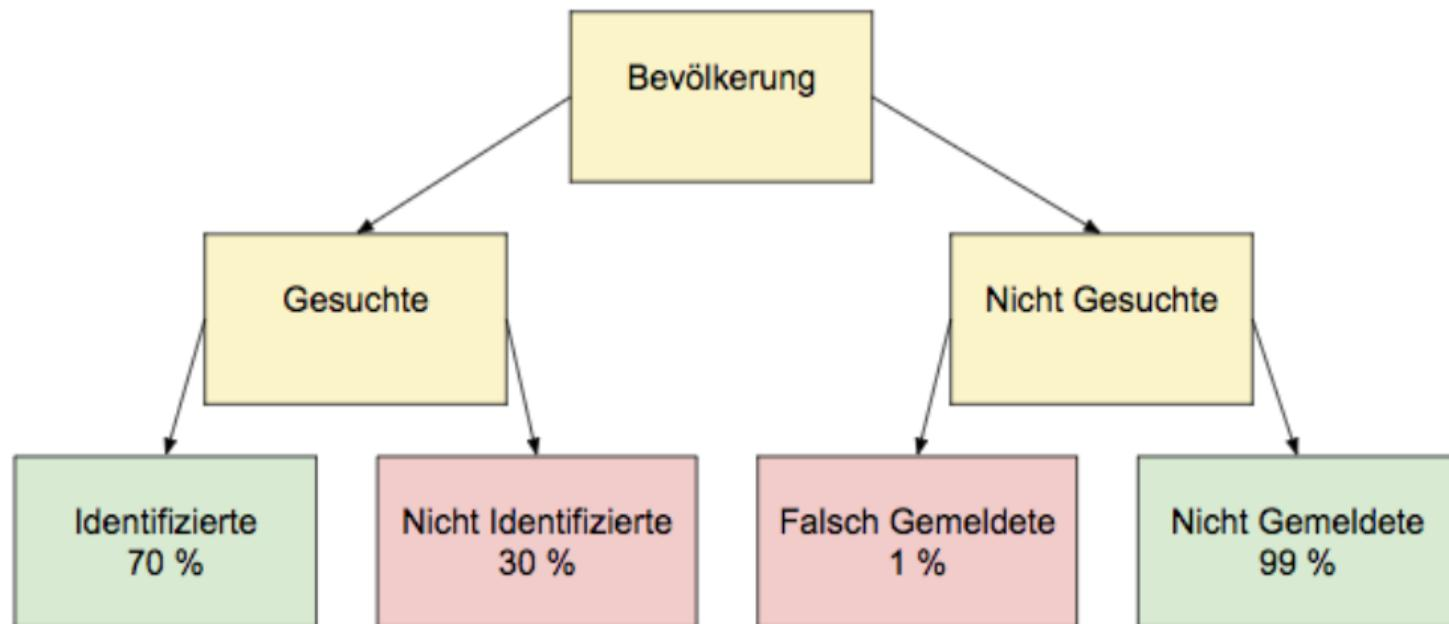 Bevölkerung
Gesuchte
Nicht Gesuchte
Identifizierte
70 %
Nicht Identifizierte
30 %
Falsch Gemeldete
1 %
Nicht Gemeldete
99 %